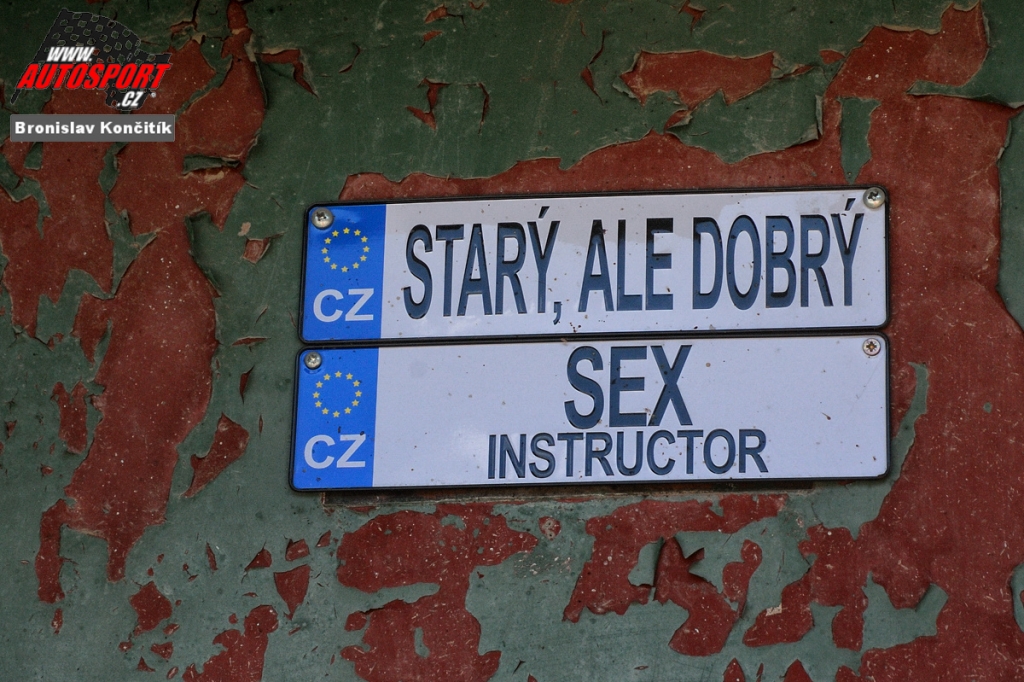 www.
AUTOSPORT
.CZ
Bronislav Končitík
CZ
STARÝ, ALE DOBRÝ
CZ
SEX
INSTRUCTOR